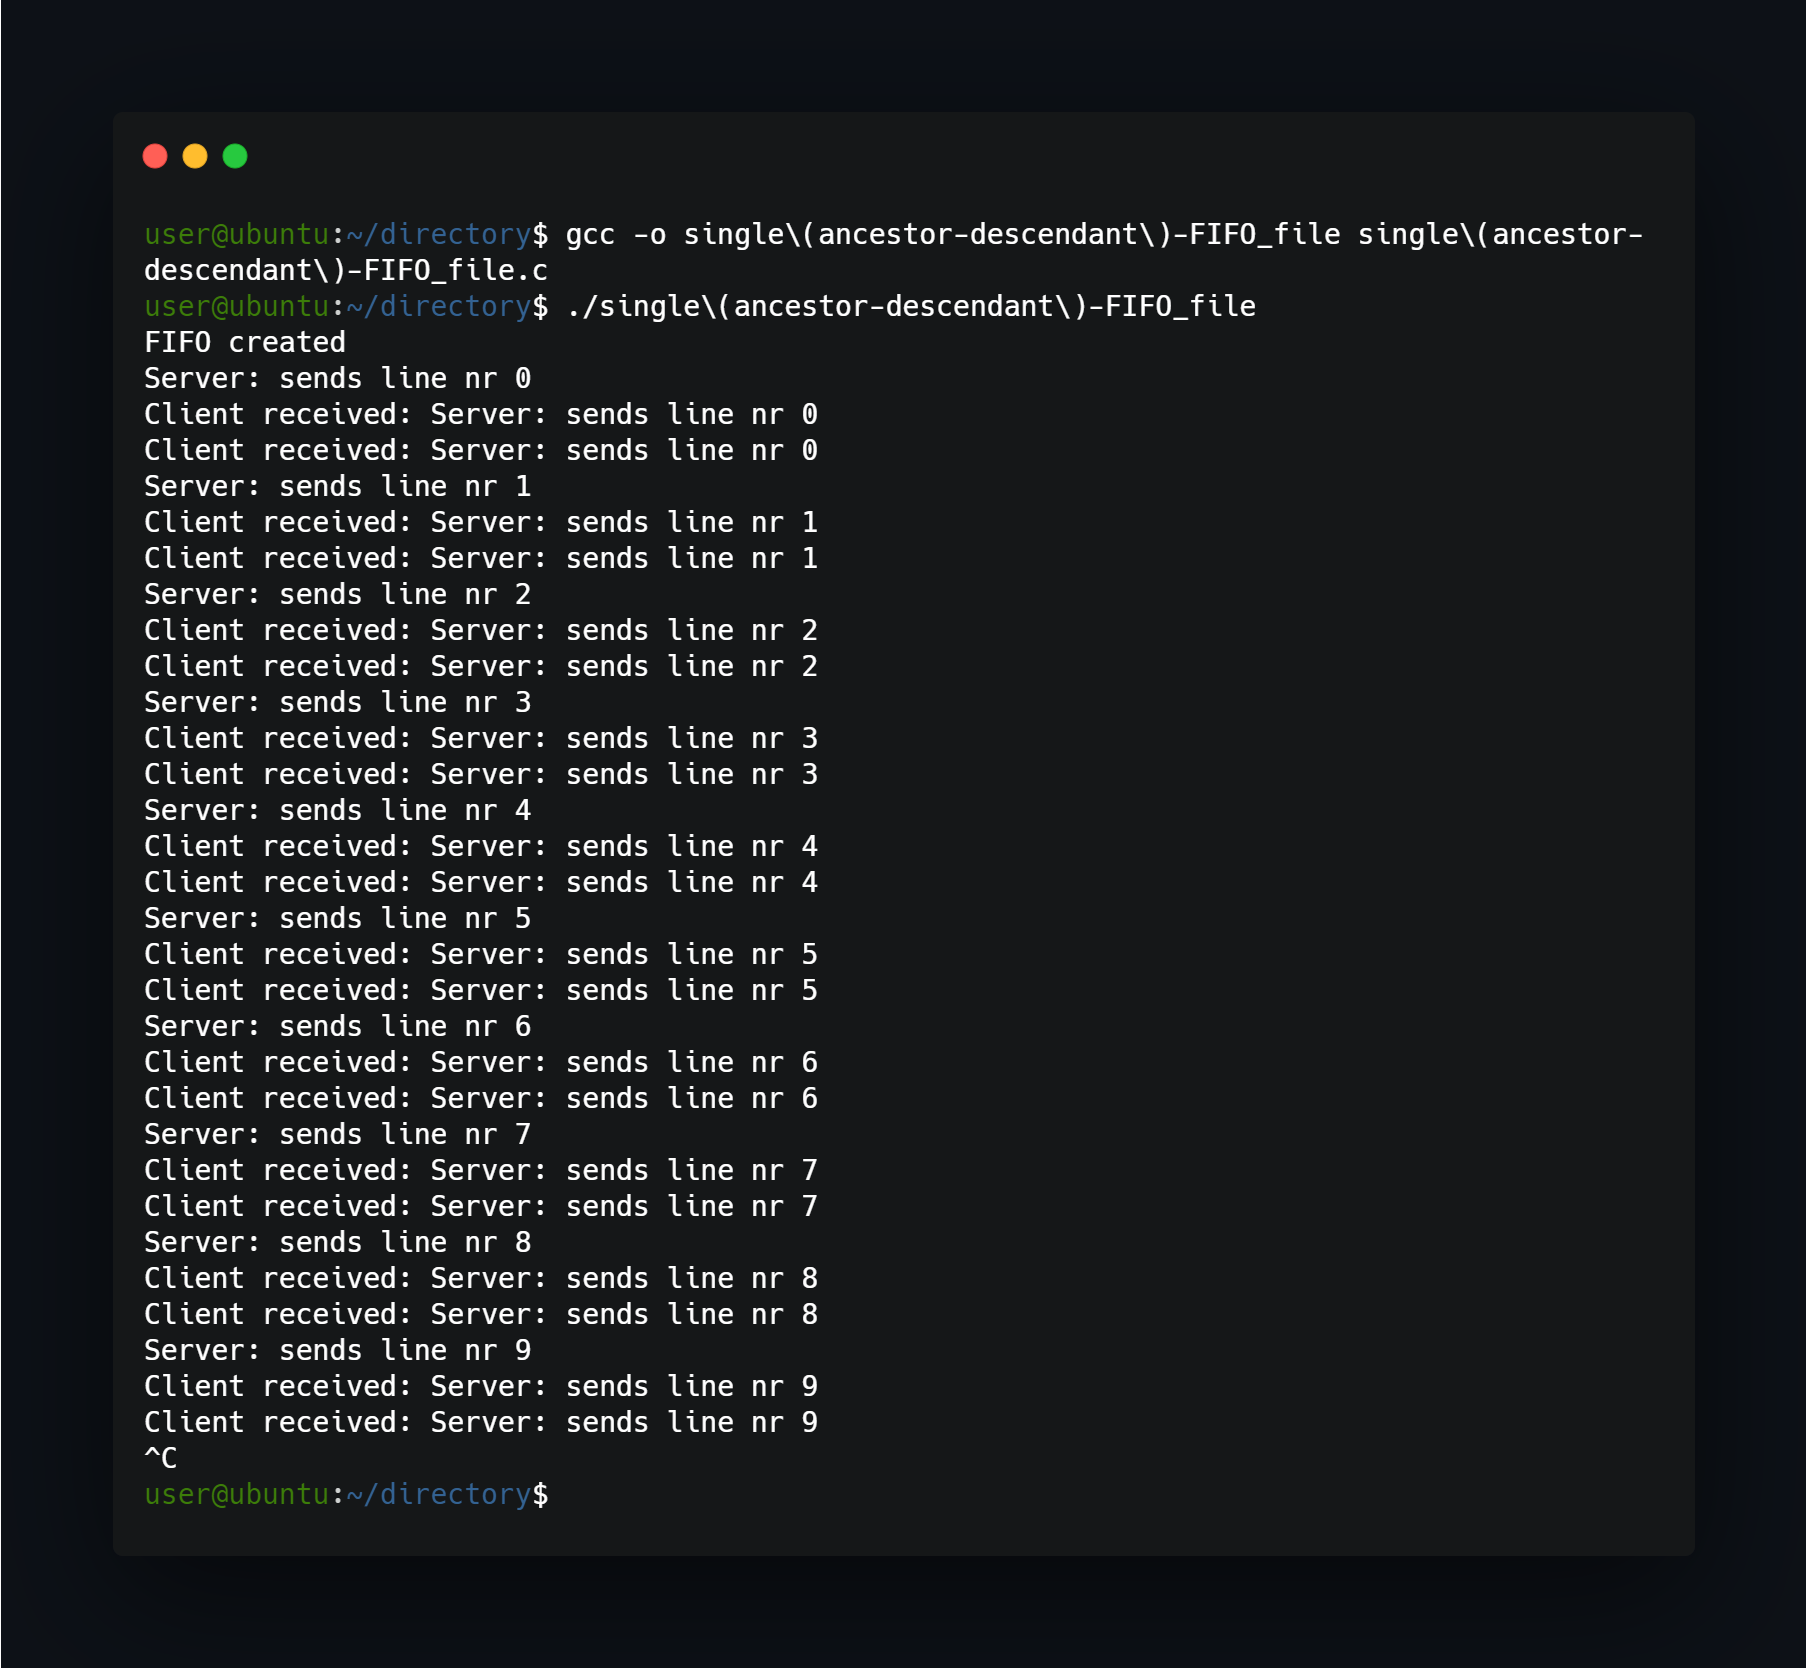 user@ubuntu:~/directory$ gcc -o single\(ancestor-descendant\)-FIFO_file single\(ancestor-
descendant\)-FIFO_file.c
user@ubuntu:~/directory$ ./single\(ancestor-descendant\)-FIFO_file
FIFO created
Server: sends line nr 0
Client received: Server: sends line nr 0
Client received: Server: sends line nr 0
Server: sends line nr 1
Client received: Server: sends line nr 1
Client received: Server: sends line nr 1
Server: sends line nr 2
Client received: Server: sends line nr 2
Client received: Server: sends line nr 2
Server: sends line nr 3
Client received: Server: sends line nr 3
Client received: Server: sends line nr 3
Server: sends line nr 4
Client received: Server: sends line nr 4
Client received: Server: sends line nr 4
Server: sends line nr 5
Client received: Server: sends line nr 5
Client received: Server: sends line nr 5
Server: sends line nr 6
Client received: Server: sends line nr 6
Client received: Server: sends line nr 6
Server: sends line nr 7
Client received: Server: sends line nr 7
Client received: Server: sends line nr 7
Server: sends line nr 8
Client received: Server: sends line nr 8
Client received: Server: sends line nr 8
Server: sends line nr 9
Client received: Server: sends line nr 9
Client received: Server: sends line nr 9
^C
user@ubuntu:~/directory$